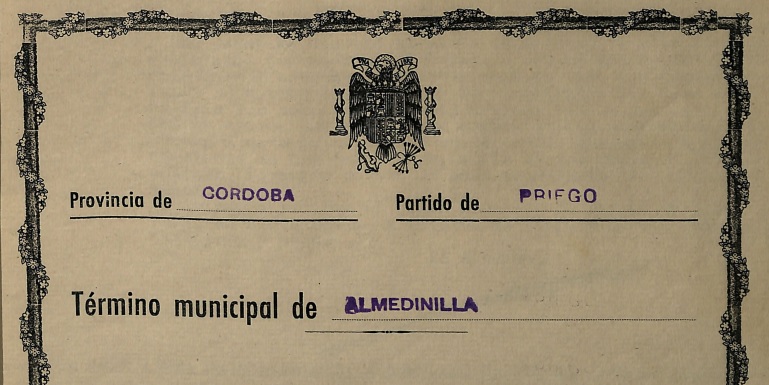 Provincia de CORDOBA Partido de PRIEGO
Término municipal de ALMEDINILLA